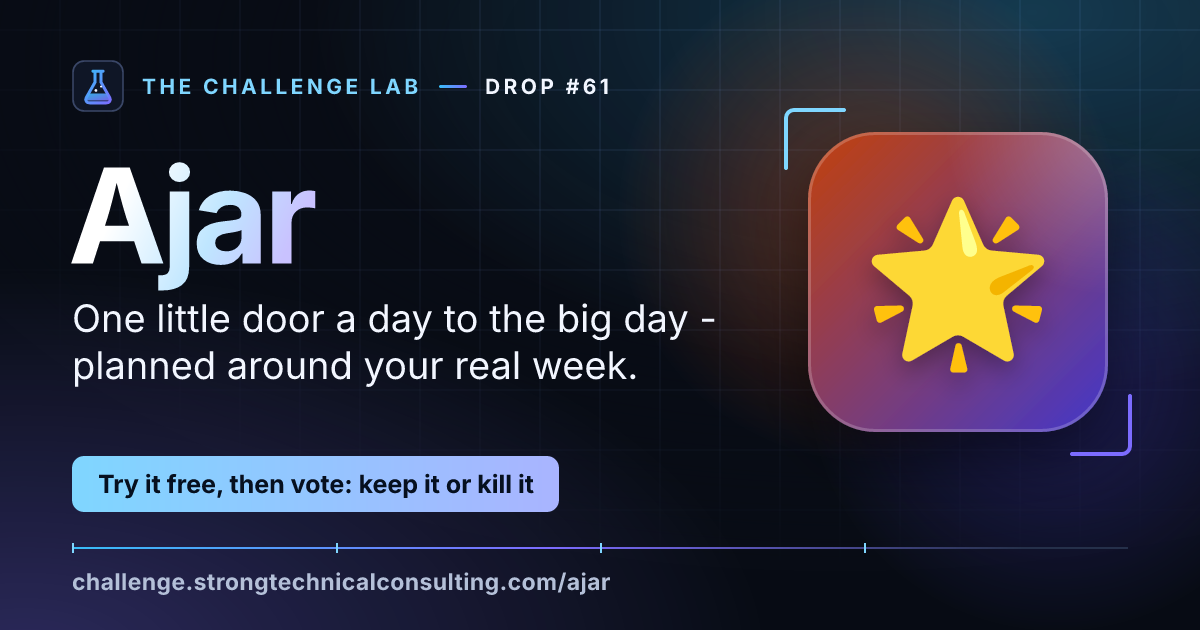 THE CHALLENGE LAB — DROP #61
Ajar
One little door a day to the big day -
planned around your real week.
Try it free, then vote: keep it or kill it
challenge.strongtechnicalconsulting.com/ajar